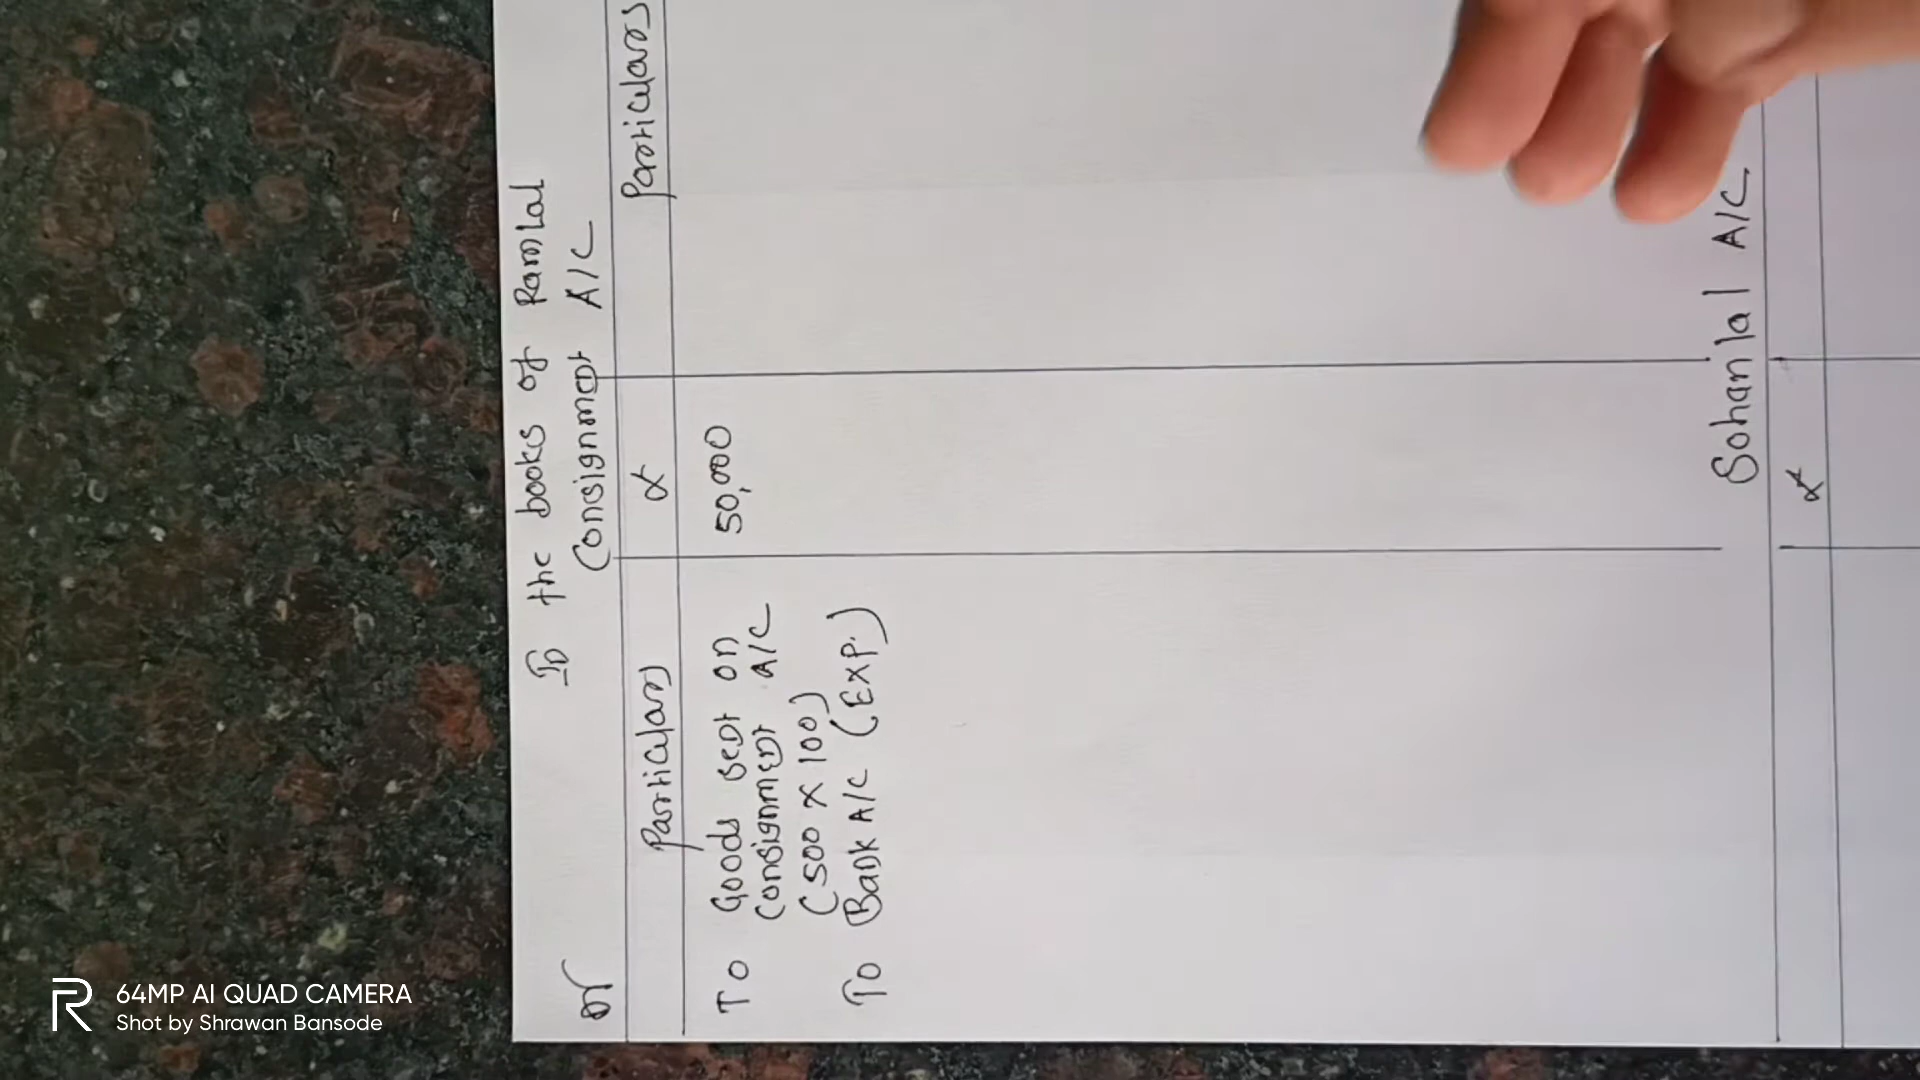 In the books of Ramlal
Dr Consignment A/C
Particulars ₹ Particulars
To Goods sent on 50,000
Consignment A/C
(500 X 100)
To Bank A/C (Exp.)
Sohanlal A/C.
₹
64MP AI QUAD CAMERA
Shot by Shrawan Bansode